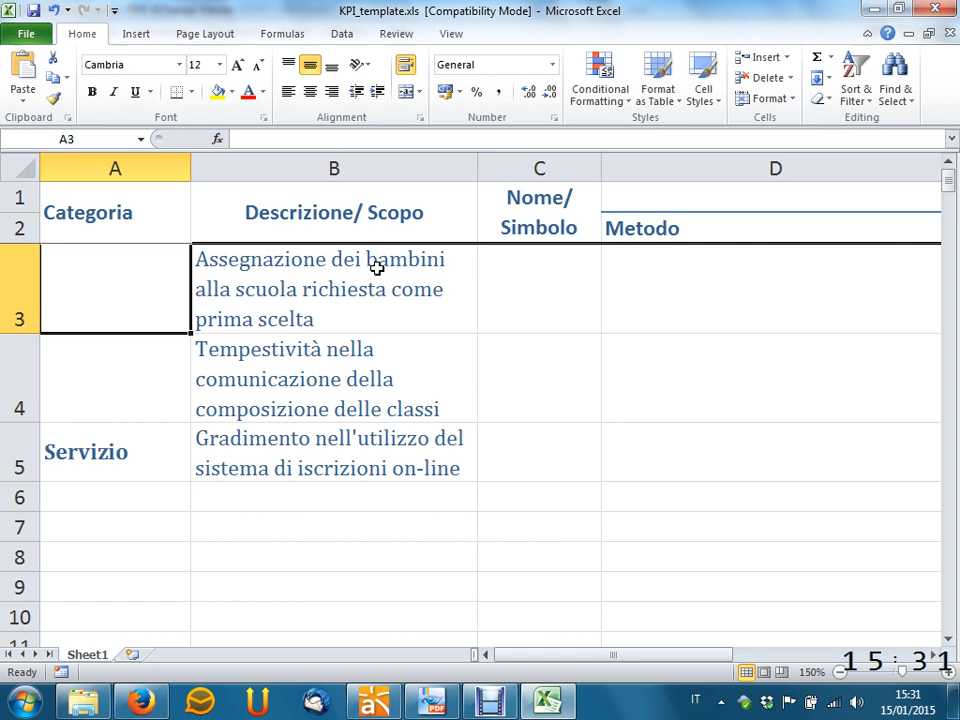 KPI_template.xls [Compatibility Mode] - Microsoft Excel
File Home Insert Page Layout Formulas Data Review View
Paste
Cambria 12
B I U A
General
% ,
Conditional Formatting
Format as Table
Cell Styles
Insert
Delete
Format
Σ
Sort & Filter
Find & Select
Clipboard Font Alignment Number Styles Cells Editing
A3 fx
A B C D
1 Categoria Descrizione/ Scopo Nome/
2 Simbolo Metodo
Assegnazione dei bambini
alla scuola richiesta come
3 prima scelta
Tempestività nella
comunicazione della
4 composizione delle classi
Servizio Gradimento nell'utilizzo del
5 sistema di iscrizioni on-line
6
7
8
9
10
11
Sheet1
Ready 150% 15:31
IT 15:31
15/01/2015